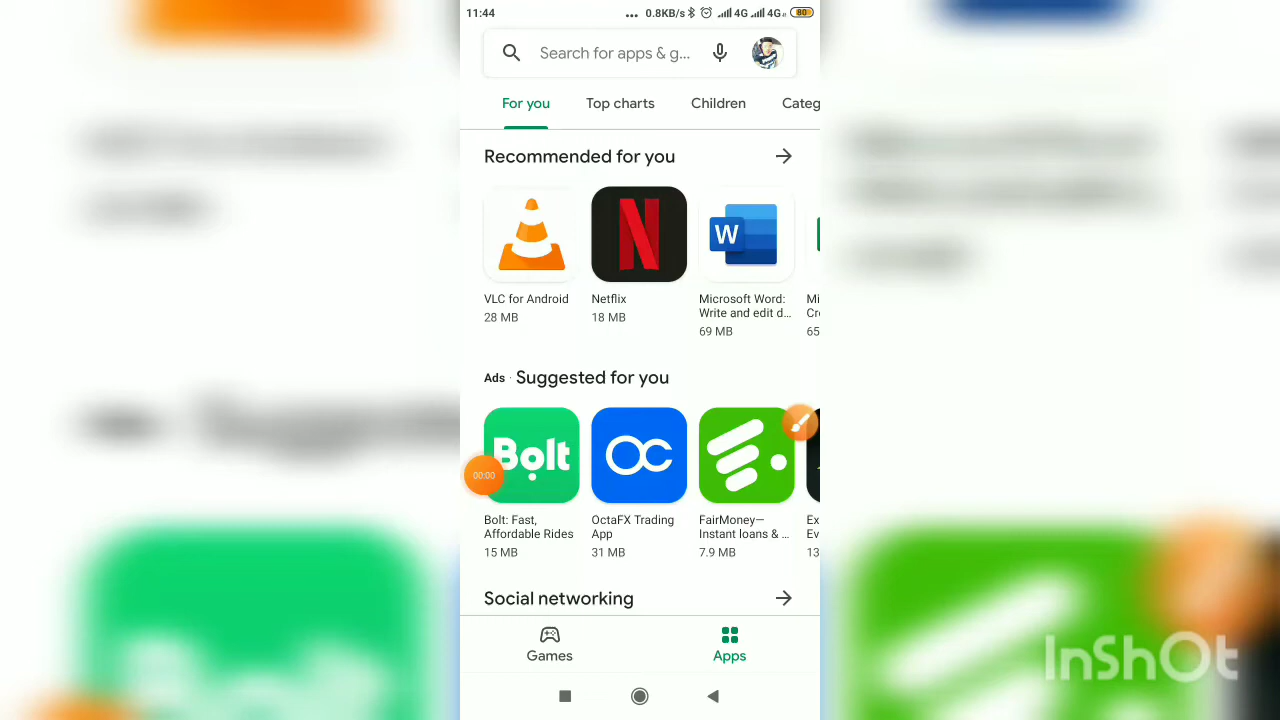 11:44 ... 0.8KB/s 4G 4G 80
Search for apps & g...
For you Top charts Children Categ
Recommended for you
W
VLC for Android
28 MB
Netflix
18 MB
Microsoft Word:
Write and edit d...
69 MB
Mi
Cr
65
Ads · Suggested for you
Bolt
00:00
Bolt: Fast,
Affordable Rides
15 MB
OctaFX Trading
App
31 MB
FairMoney—
Instant loans & ...
7.9 MB
Ex
Ev
13
Social networking
Games Apps
InShOt